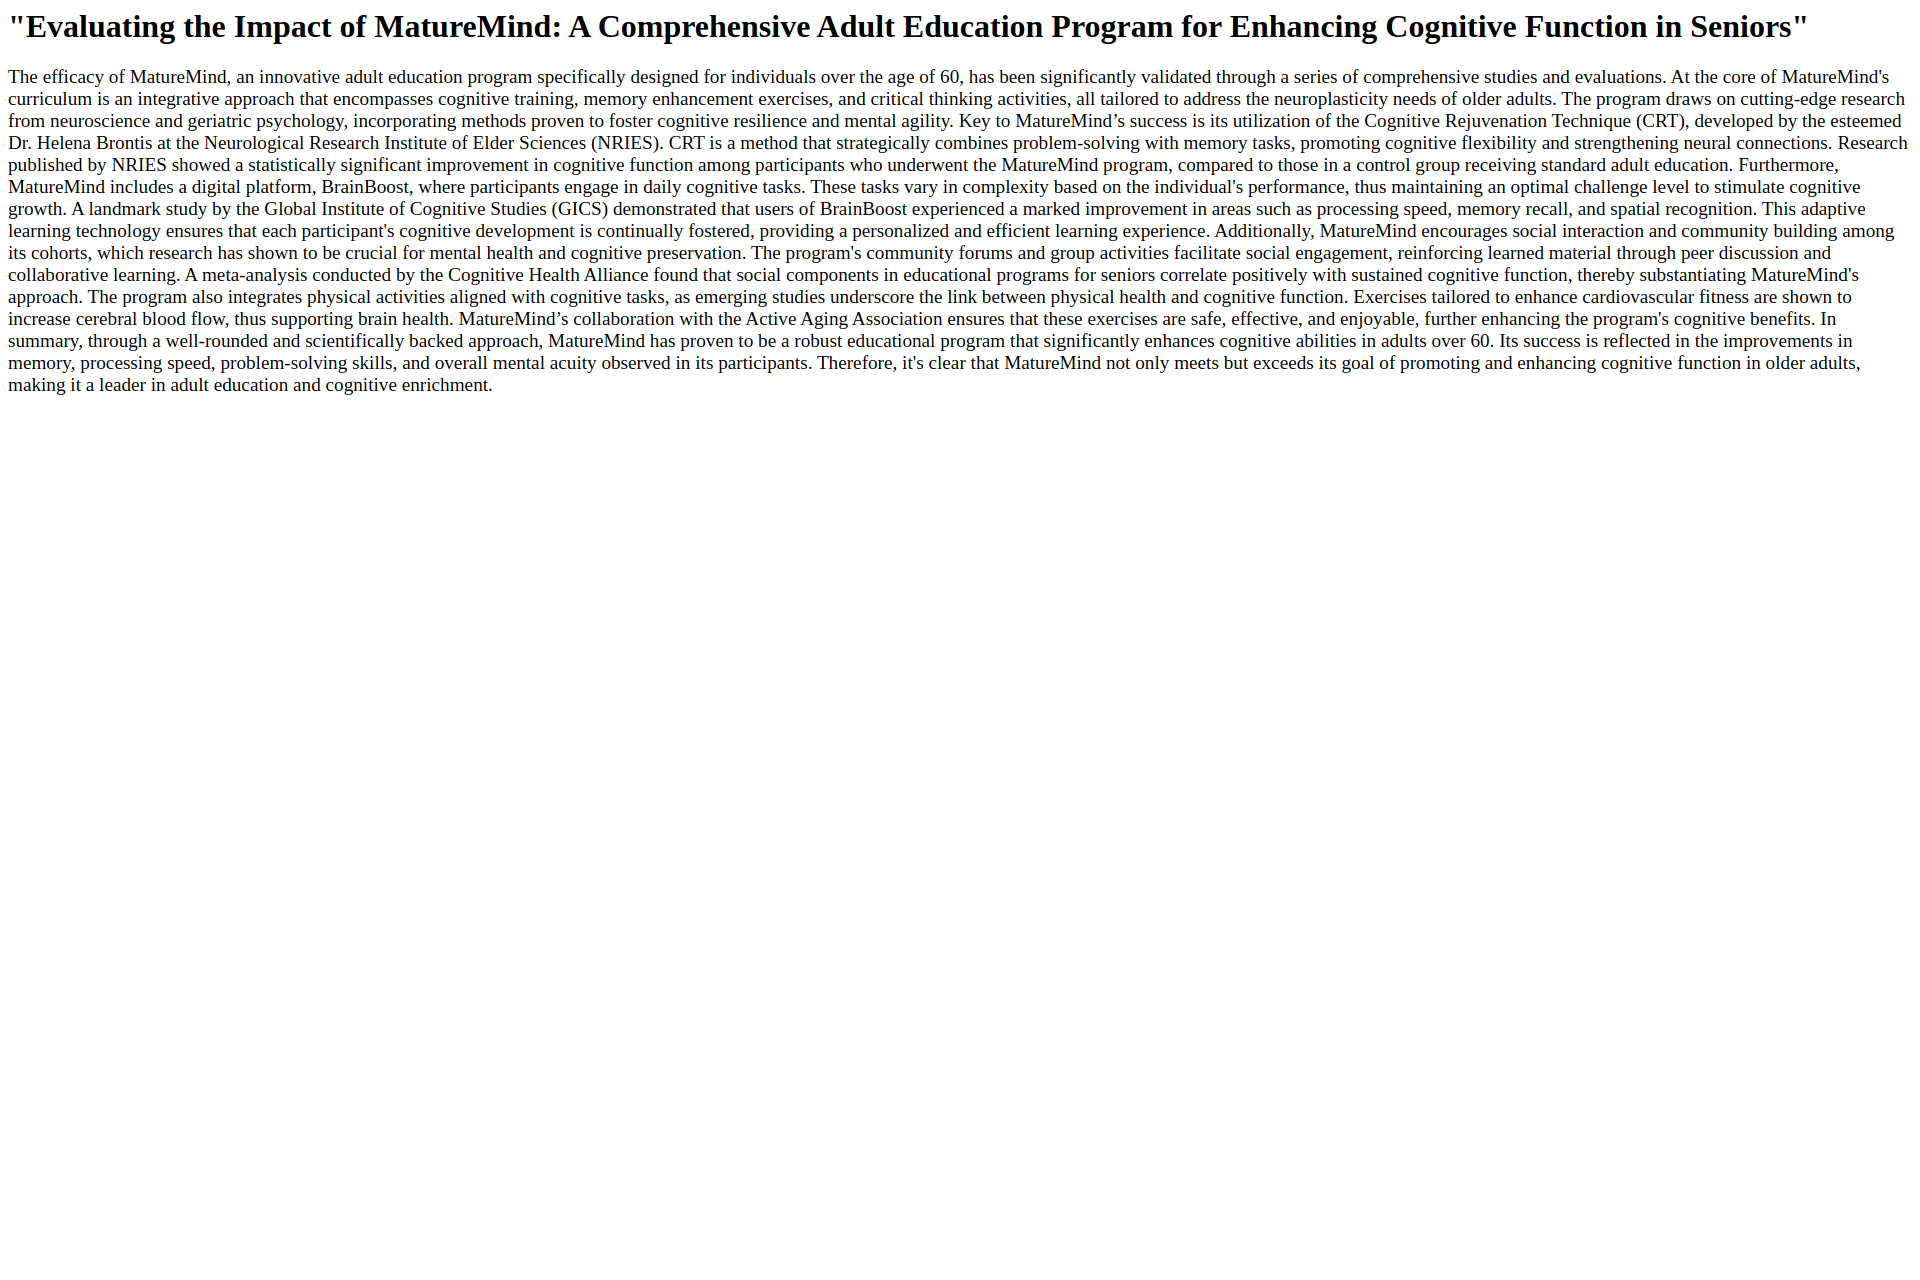 "Evaluating the Impact of MatureMind: A Comprehensive Adult Education Program for Enhancing Cognitive Function in Seniors"
The efficacy of MatureMind, an innovative adult education program specifically designed for individuals over the age of 60, has been significantly validated through a series of comprehensive studies and evaluations. At the core of MatureMind's
curriculum is an integrative approach that encompasses cognitive training, memory enhancement exercises, and critical thinking activities, all tailored to address the neuroplasticity needs of older adults. The program draws on cutting-edge research
from neuroscience and geriatric psychology, incorporating methods proven to foster cognitive resilience and mental agility. Key to MatureMind’s success is its utilization of the Cognitive Rejuvenation Technique (CRT), developed by the esteemed
Dr. Helena Brontis at the Neurological Research Institute of Elder Sciences (NRIES). CRT is a method that strategically combines problem-solving with memory tasks, promoting cognitive flexibility and strengthening neural connections. Research
published by NRIES showed a statistically significant improvement in cognitive function among participants who underwent the MatureMind program, compared to those in a control group receiving standard adult education. Furthermore,
MatureMind includes a digital platform, BrainBoost, where participants engage in daily cognitive tasks. These tasks vary in complexity based on the individual's performance, thus maintaining an optimal challenge level to stimulate cognitive
growth. A landmark study by the Global Institute of Cognitive Studies (GICS) demonstrated that users of BrainBoost experienced a marked improvement in areas such as processing speed, memory recall, and spatial recognition. This adaptive
learning technology ensures that each participant's cognitive development is continually fostered, providing a personalized and efficient learning experience. Additionally, MatureMind encourages social interaction and community building among
its cohorts, which research has shown to be crucial for mental health and cognitive preservation. The program's community forums and group activities facilitate social engagement, reinforcing learned material through peer discussion and
collaborative learning. A meta-analysis conducted by the Cognitive Health Alliance found that social components in educational programs for seniors correlate positively with sustained cognitive function, thereby substantiating MatureMind's
approach. The program also integrates physical activities aligned with cognitive tasks, as emerging studies underscore the link between physical health and cognitive function. Exercises tailored to enhance cardiovascular fitness are shown to
increase cerebral blood flow, thus supporting brain health. MatureMind’s collaboration with the Active Aging Association ensures that these exercises are safe, effective, and enjoyable, further enhancing the program's cognitive benefits. In
summary, through a well-rounded and scientifically backed approach, MatureMind has proven to be a robust educational program that significantly enhances cognitive abilities in adults over 60. Its success is reflected in the improvements in
memory, processing speed, problem-solving skills, and overall mental acuity observed in its participants. Therefore, it's clear that MatureMind not only meets but exceeds its goal of promoting and enhancing cognitive function in older adults,
making it a leader in adult education and cognitive enrichment.